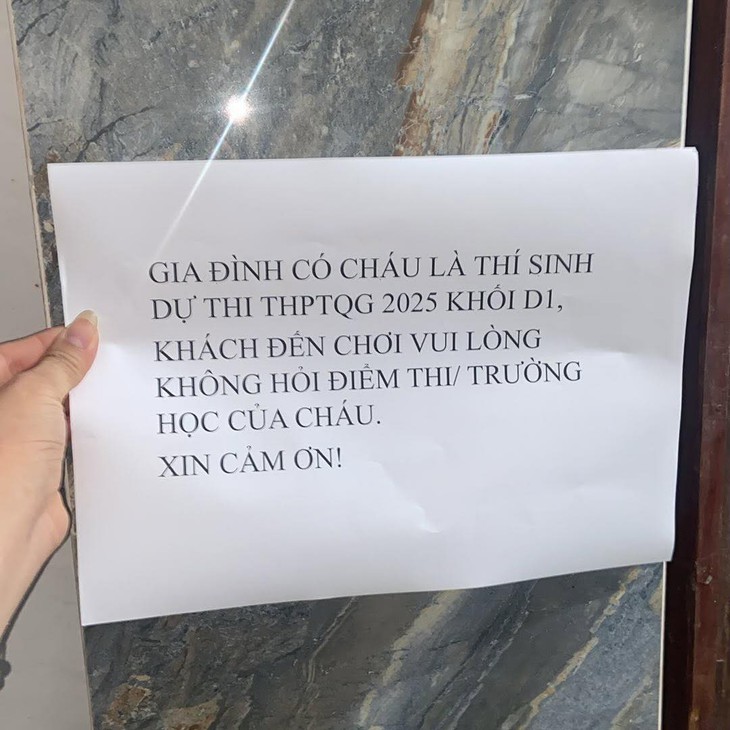 GIA ĐÌNH CÓ CHÁU LÀ THÍ SINH
DỰ THI THPTQG 2025 KHỐI D1,
KHÁCH ĐẾN CHƠI VUI LÒNG
KHÔNG HỎI ĐIỂM THI/ TRƯỜNG
HỌC CỦA CHÁU.
XIN CẢM ƠN!